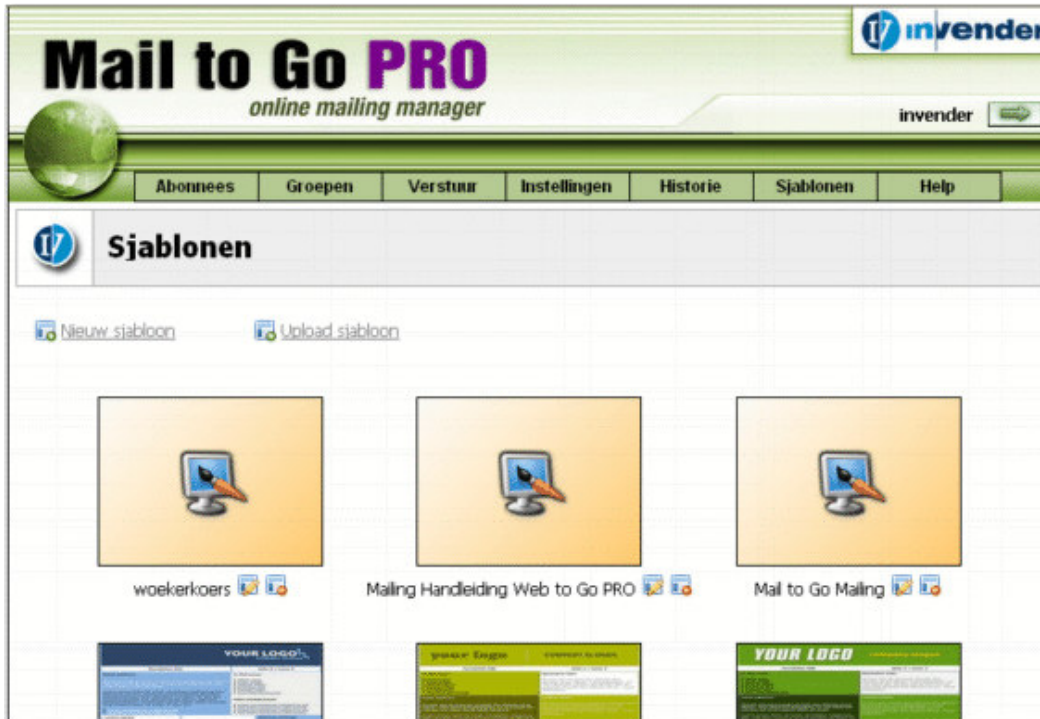 invender
Mail to Go PRO
online mailing manager
invender
Abonnees Groepen Verstuur Instellingen Historie Sjablonen Help
Sjablonen
Nieuw sjabloon Upload sjabloon
woekerkoers Mailing Handleiding Web to Go PRO Mail to Go Mailing
YOUR LOGO your logo YOUR LOGO